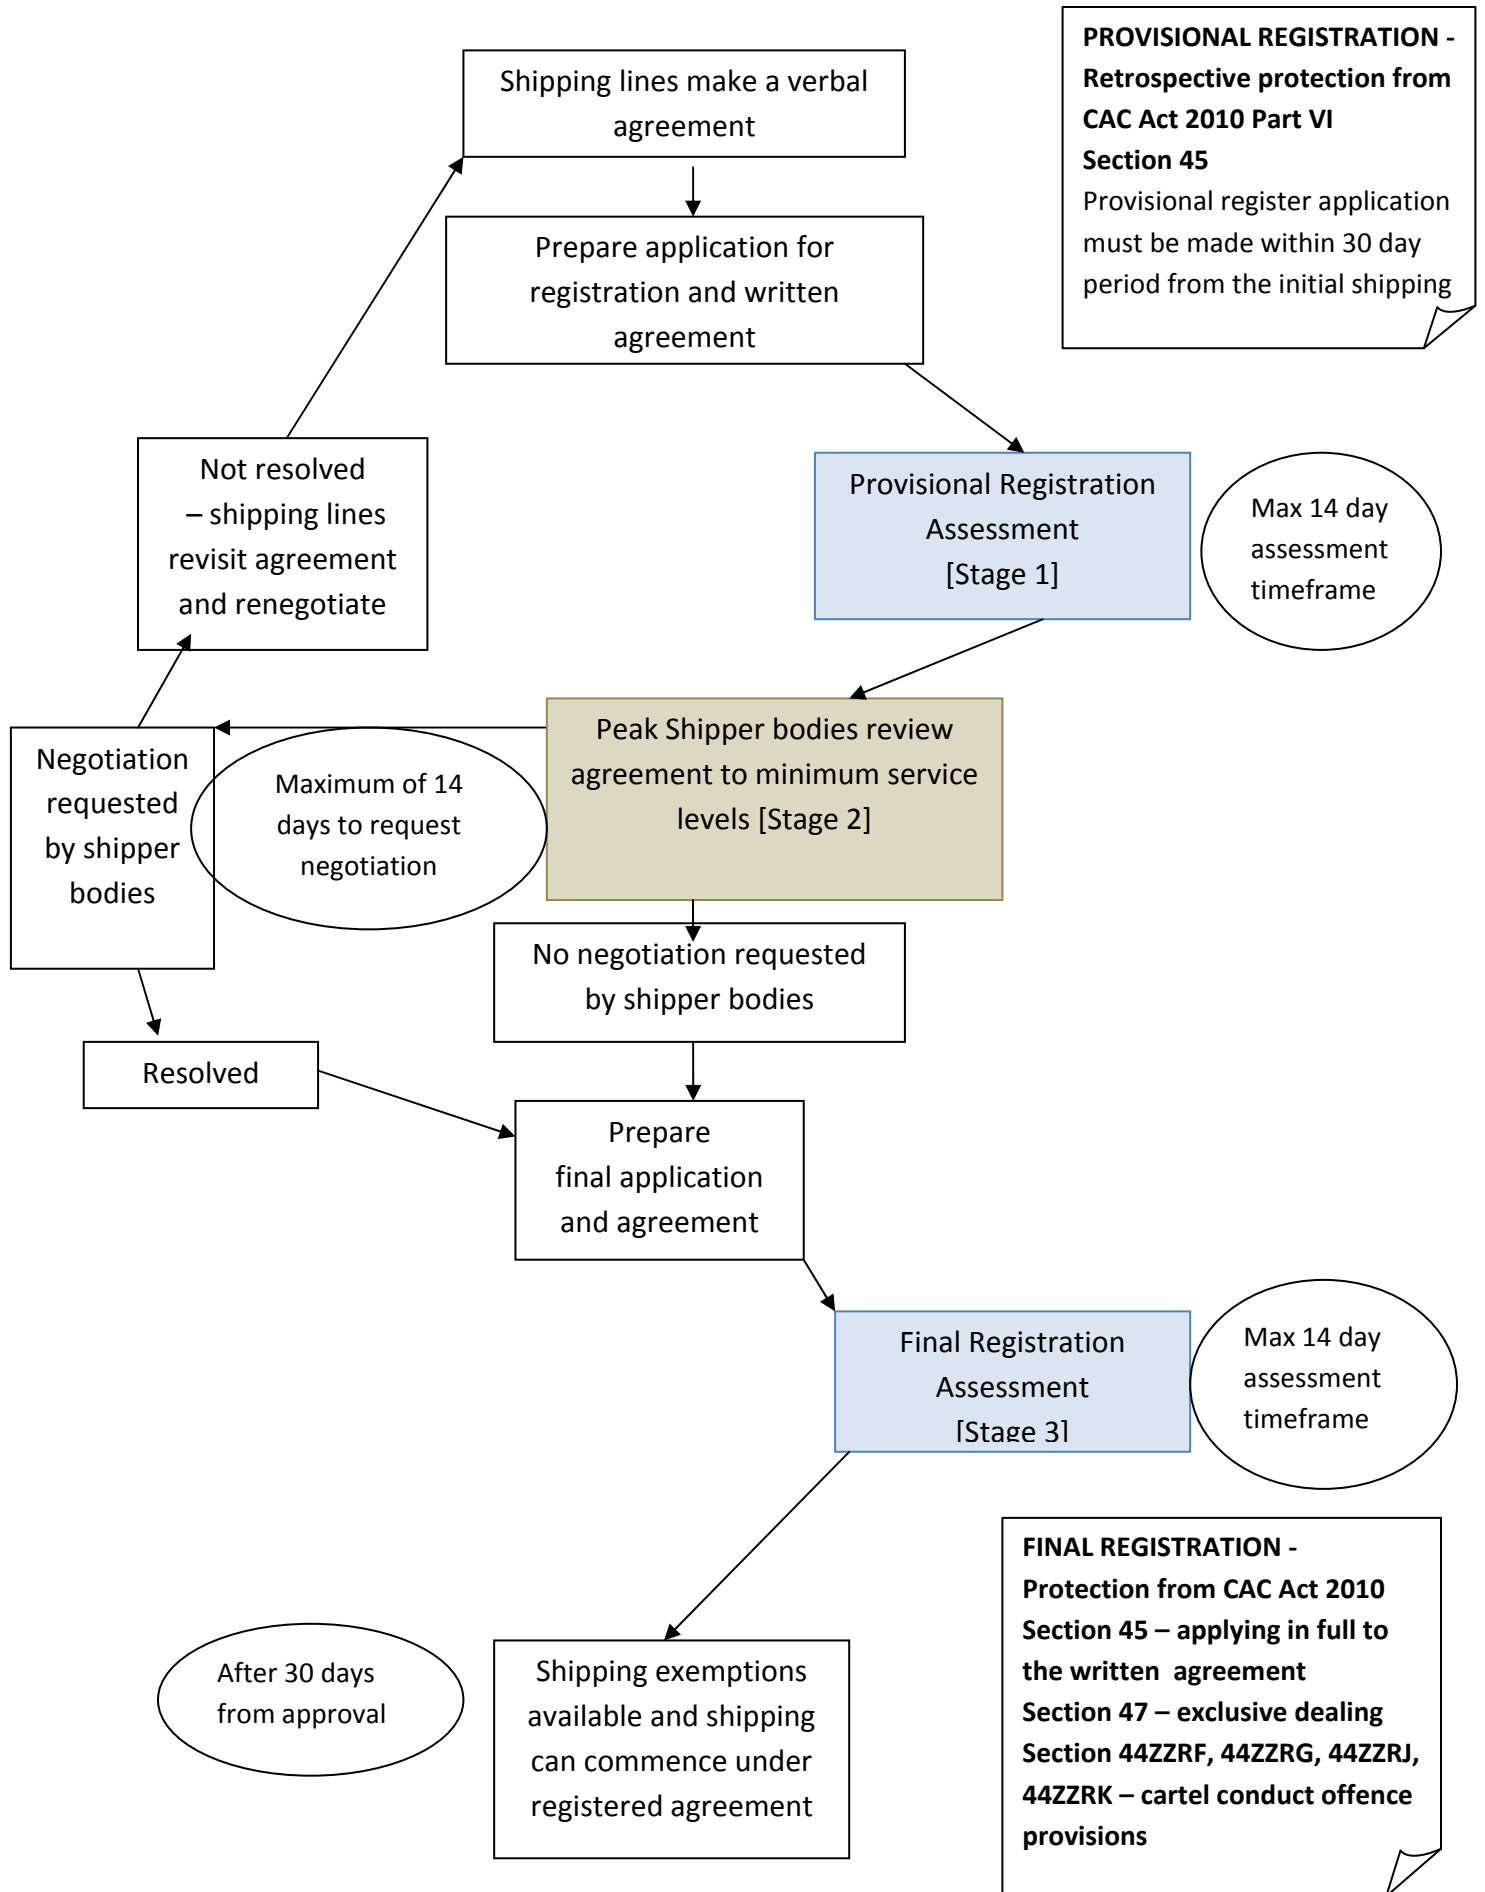 PROVISIONAL REGISTRATION -
Retrospective protection from
CAC Act 2010 Part VI
Section 45
Provisional register application
must be made within 30 day
period from the initial shipping
Shipping lines make a verbal
agreement
Prepare application for
registration and written
agreement
Not resolved
– shipping lines
revisit agreement
and renegotiate
Provisional Registration
Assessment
[Stage 1]
Max 14 day
assessment
timeframe
Negotiation
requested
by shipper
bodies
Maximum of 14
days to request
negotiation
Peak Shipper bodies review
agreement to minimum service
levels [Stage 2]
No negotiation requested
by shipper bodies
Resolved
Prepare
final application
and agreement
Final Registration
Assessment
[Stage 3]
Max 14 day
assessment
timeframe
After 30 days
from approval
Shipping exemptions
available and shipping
can commence under
registered agreement
FINAL REGISTRATION -
Protection from CAC Act 2010
Section 45 – applying in full to
the written agreement
Section 47 – exclusive dealing
Section 44ZZRF, 44ZZRG, 44ZZRJ,
44ZZRK – cartel conduct offence
provisions